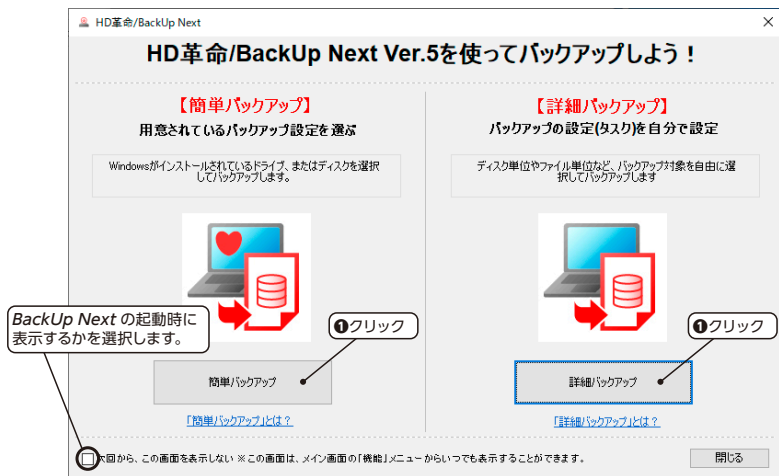 HD革命/BackUp Next
HD革命/BackUp Next Ver.5を使ってバックアップしよう！
【簡単バックアップ】
用意されているバックアップ設定を選ぶ
Windowsがインストールされているドライブ、またはディスクを選択
してバックアップします。
BackUp Next の起動時に
表示するかを選択します。
❶クリック
簡単バックアップ
「簡単バックアップ」とは？
【詳細バックアップ】
バックアップの設定(タスク)を自分で設定
ディスク単位やファイル単位など、バックアップ対象を自由に選
択してバックアップします
❶クリック
詳細バックアップ
「詳細バックアップ」とは？
次回から、この画面を表示しない ※この画面は、メイン画面の「機能」メニューからいつでも表示することができます。
閉じる